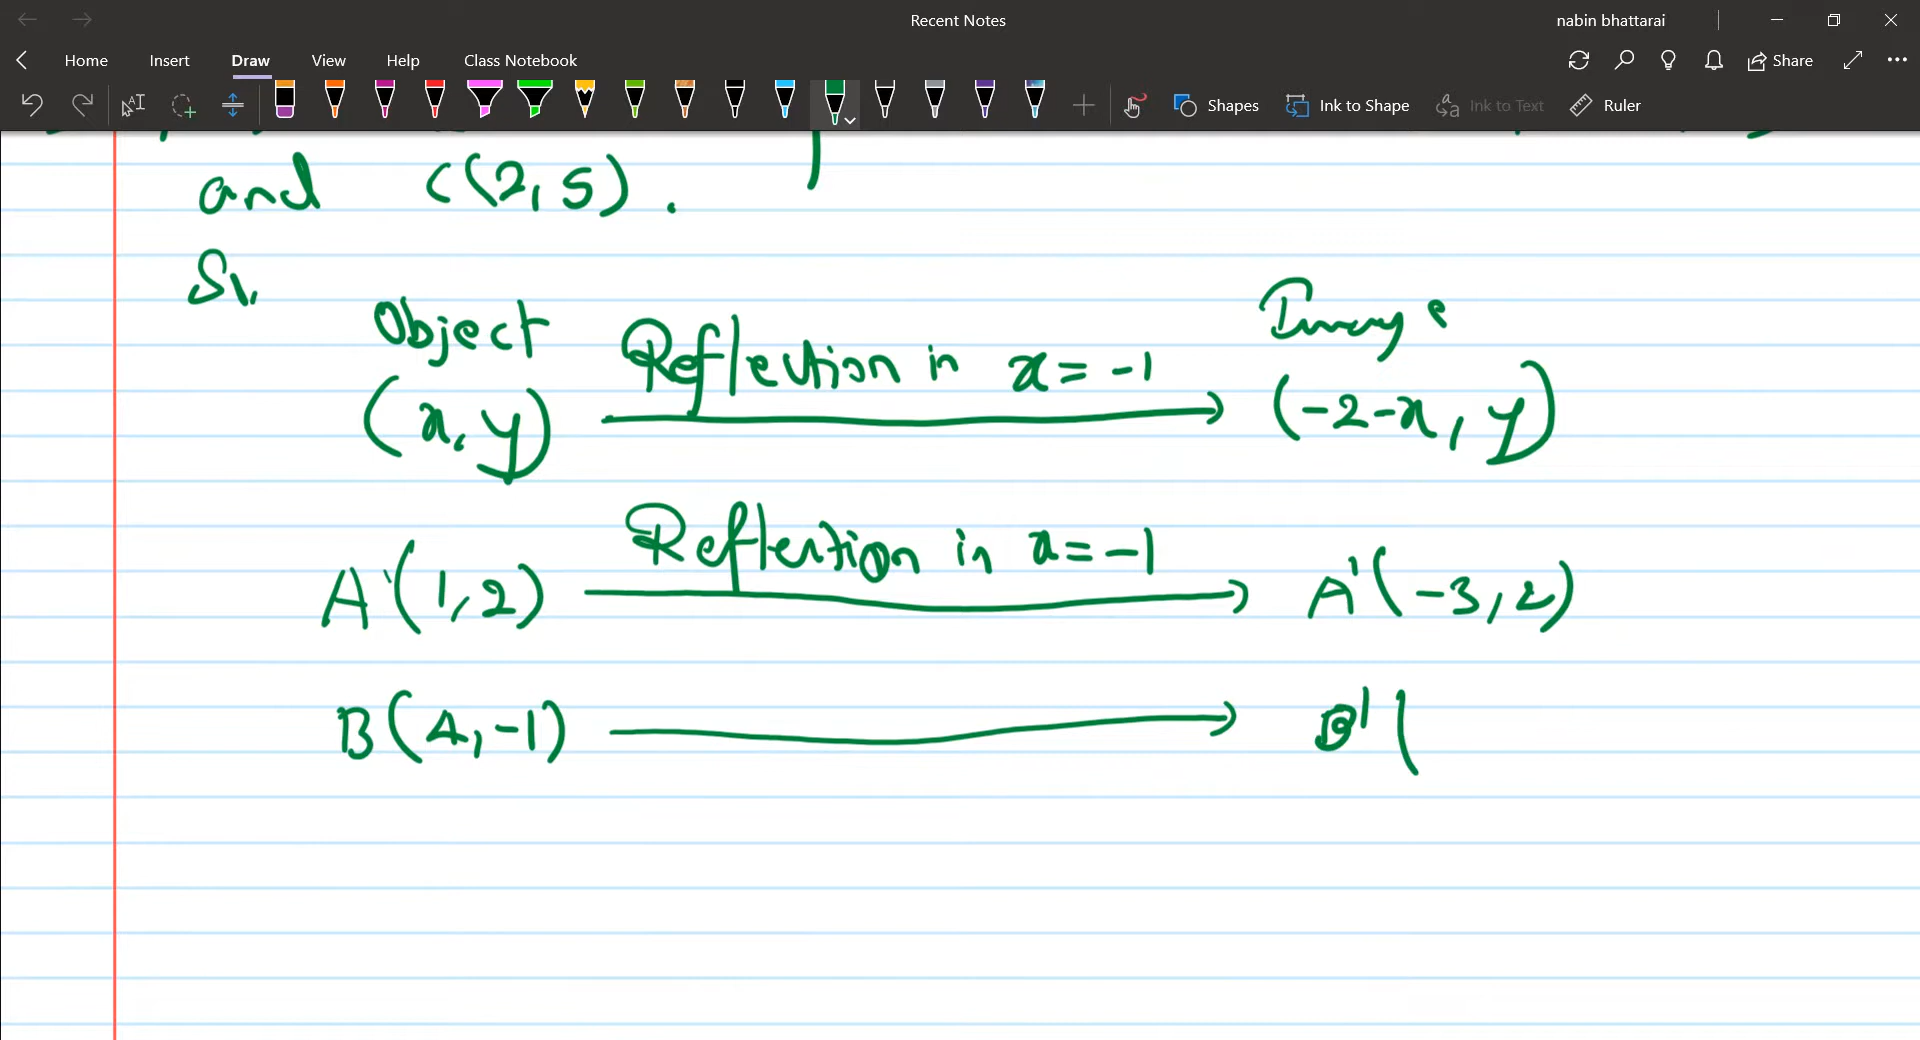 Recent Notes
nabin bhattarai
Home Insert Draw View Help Class Notebook
Share
Shapes Ink to Shape Ink to Text Ruler
and C(2,5).
Object Reflection in x=-1 Image
(x,y) (-2-x, y)
Reflection in x=-1
A'(1,2) A'(-3,2)
B(4,-1) B'(